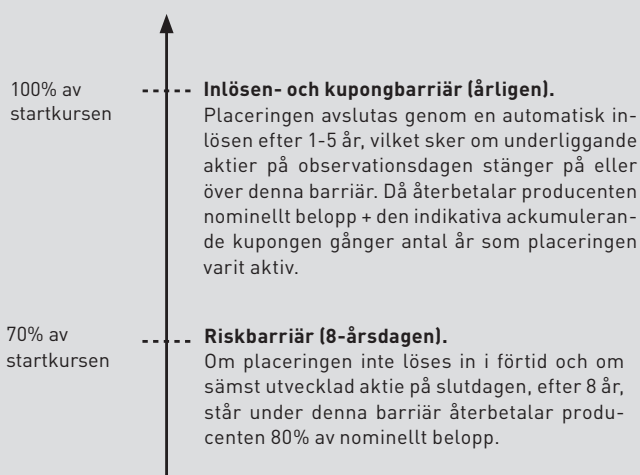 100% av
startkursen
Inlösen- och kupongbarriär (årligen).
Placeringen avslutas genom en automatisk in-
lösen efter 1-5 år, vilket sker om underliggande
aktier på observationsdagen stänger på eller
över denna barriär. Då återbetalar producenten
nominellt belopp + den indikativa ackumuleran-
de kupongen gånger antal år som placeringen
varit aktiv.
70% av
startkursen
Riskbarriär (8-årsdagen).
Om placeringen inte löses in i förtid och om
sämst utvecklad aktie på slutdagen, efter 8 år,
står under denna barriär återbetalar produ-
centen 80% av nominellt belopp.